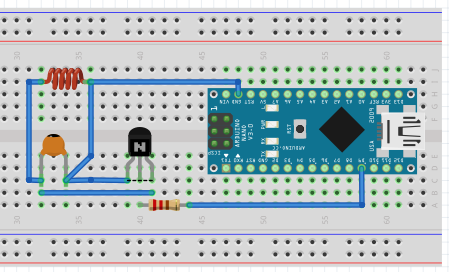 30 35 40 45 50 55 60
J
I
H
G
F
N
ARDUINO
NANO
V3.0
ICSP
1
L
PWR
RX
TX
RST
ARDUINO.CC
2009
USA
VIN GND RST 5V A7 A6 A5 A4 A3 A2 A1 A0 REF 3V3 D13
TX1 RX0 RST GND D2 D3 D4 D5 D6 D7 D8 D9 D10 D11 D12
E
D
C
B
A
30 35 40 45 50 55 60